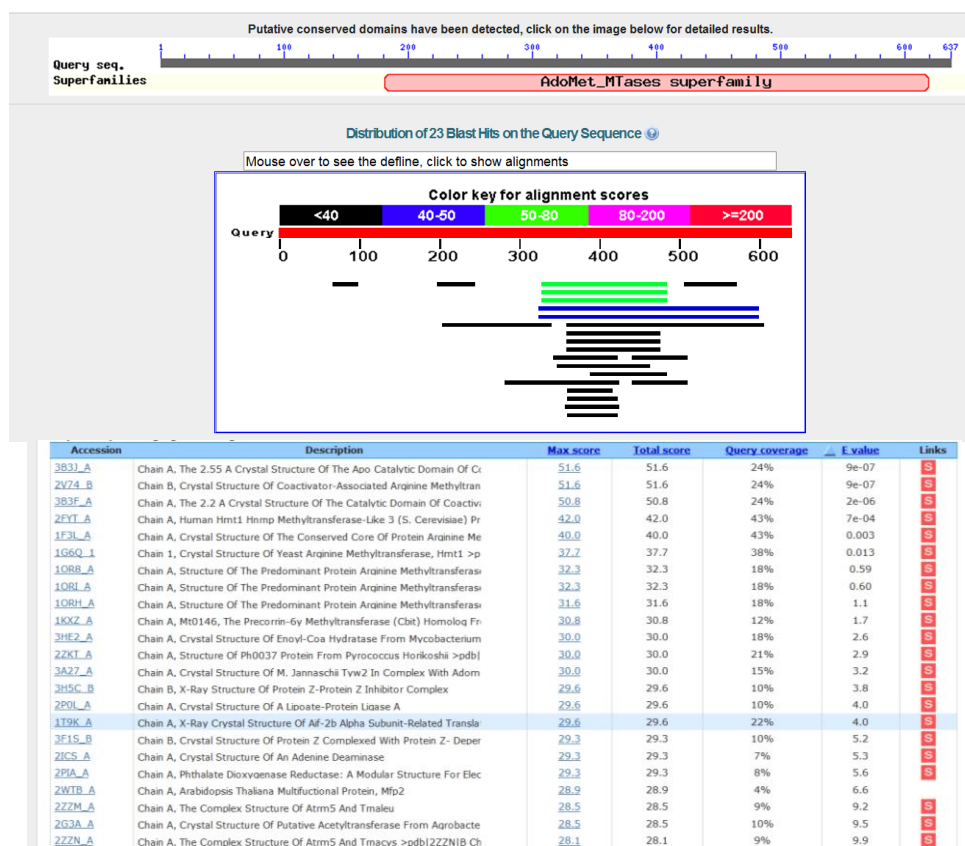 Putative conserved domains have been detected, click on the image below for detailed results.
1 100 200 300 400 500 600 637
Query seq.
Superfamilies AdoMet_MTases superfamily
Distribution of 23 Blast Hits on the Query Sequence
Mouse over to see the defline, click to show alignments
Color key for alignment scores
<40 40-50 50-80 80-200 >=200
Query
0 100 200 300 400 500 600
Accession Description Max score Total score Query coverage E value Links
3B3J_A Chain A, The 2.55 A Crystal Structure Of The Apo Catalytic Domain Of Co 51.6 51.6 24% 9e-07 S
2V74_B Chain B, Crystal Structure Of Coactivator-Associated Arginine Methyltran 51.6 51.6 24% 9e-07 S
3B3F_A Chain A, The 2.2 A Crystal Structure Of The Catalytic Domain Of Coactiva 50.8 50.8 24% 2e-06 S
2FYT_A Chain A, Human Hmt1 Hnrnp Methyltransferase-Like 3 (S. Cerevisiae) Pr 42.0 42.0 43% 7e-04 S
1F3L_A Chain A, Crystal Structure Of The Conserved Core Of Protein Arginine Me 40.0 40.0 43% 0.003 S
1G6Q_1 Chain 1, Crystal Structure Of Yeast Arginine Methyltransferase, Hmt1 >p 37.7 37.7 38% 0.013 S
1OR8_A Chain A, Structure Of The Predominant Protein Arginine Methyltransferase 32.3 32.3 18% 0.59 S
1ORI_A Chain A, Structure Of The Predominant Protein Arginine Methyltransferase 32.3 32.3 18% 0.60 S
1ORH_A Chain A, Structure Of The Predominant Protein Arginine Methyltransferase 31.6 31.6 18% 1.1 S
1KXZ_A Chain A, Mt0146, The Precorrin-6y Methyltransferase (Cbit) Homolog Fr 30.8 30.8 12% 1.7 S
3HE2_A Chain A, Crystal Structure Of Enoyl-Coa Hydratase From Mycobacterium 30.0 30.0 18% 2.6 S
2ZKT_A Chain A, Structure Of Ph0037 Protein From Pyrococcus Horikoshii >pdb| 30.0 30.0 21% 2.9 S
3A27_A Chain A, Crystal Structure Of M. Jannaschii Tyw2 In Complex With Adom 30.0 30.0 15% 3.2 S
3H5C_B Chain B, X-Ray Structure Of Protein Z-Protein Z Inhibitor Complex 29.6 29.6 10% 3.8 S
2P0L_A Chain A, Crystal Structure Of A Lipoate-Protein Ligase A 29.6 29.6 10% 4.0 S
1T9K_A Chain A, X-Ray Crystal Structure Of Aif-2b Alpha Subunit-Related Transla 29.6 29.6 22% 4.0 S
3F1S_B Chain B, Crystal Structure Of Protein Z Complexed With Protein Z- Deper 29.3 29.3 10% 5.2 S
2ICS_A Chain A, Crystal Structure Of An Adenine Deaminase 29.3 29.3 7% 5.3 S
2PIA_A Chain A, Phthalate Dioxygenase Reductase: A Modular Structure For Elec 29.3 29.3 8% 5.6 S
2WTB_A Chain A, Arabidopsis Thaliana Multifuctional Protein, Mfp2 28.9 28.9 4% 6.6
2ZZM_A Chain A, The Complex Structure Of Atrm5 And Trnaleu 28.5 28.5 9% 9.2 S
2G3A_A Chain A, Crystal Structure Of Putative Acetyltransferase From Agrobacte 28.5 28.5 10% 9.5 S
2ZZN_A Chain A, The Complex Structure Of Atrm5 And Trnacys >pdb|2ZZN|B Ch 28.1 28.1 9% 9.9 S